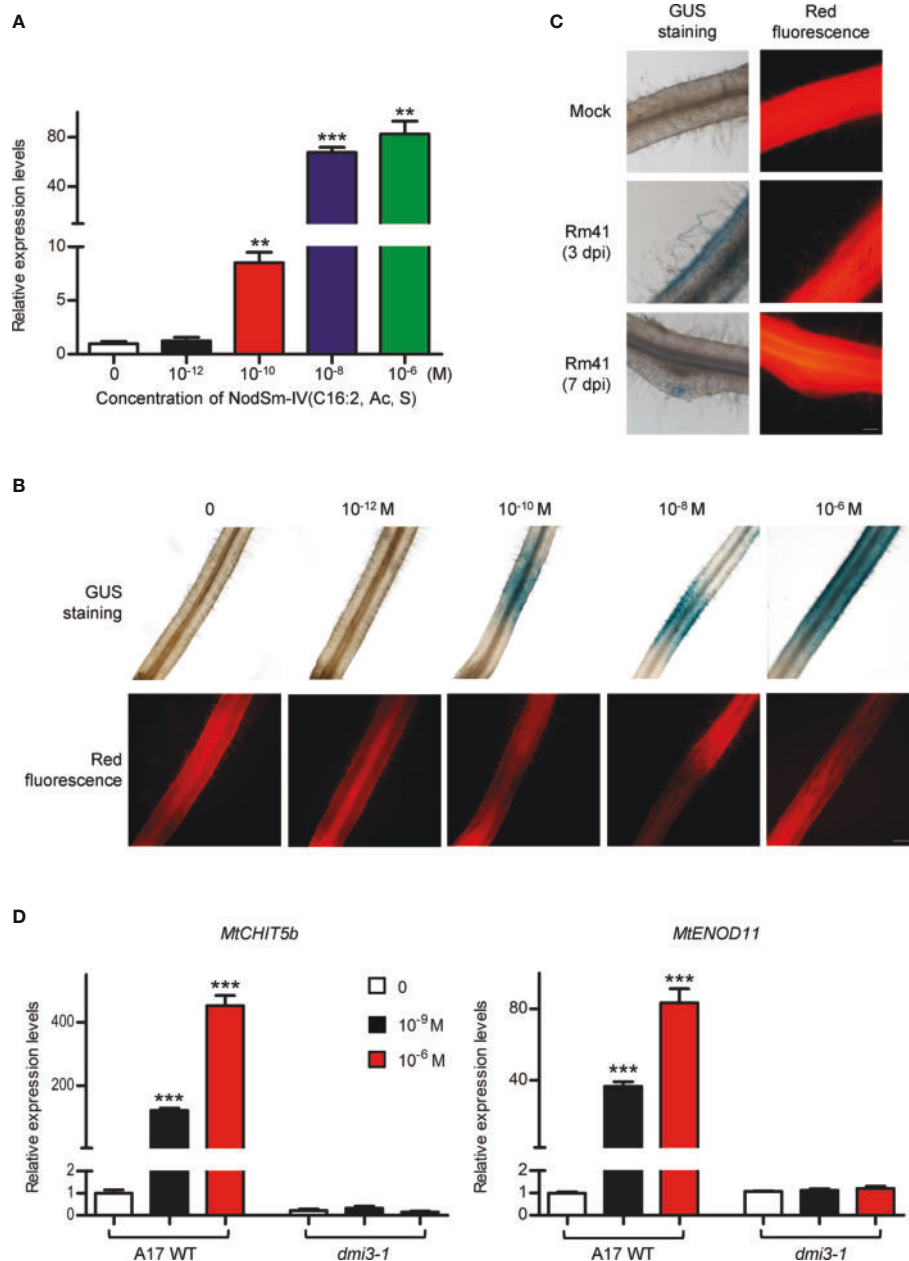 A
Relative expression levels
80
40
10
5
0
**
***
**
0
10⁻¹²
10⁻¹⁰
10⁻⁸
10⁻⁶
(M)
Concentration of NodSm-IV(C16:2, Ac, S)
C
GUS staining
Red fluorescence
Mock
Rm41 (3 dpi)
Rm41 (7 dpi)
B
0
10⁻¹² M
10⁻¹⁰ M
10⁻⁸ M
10⁻⁶ M
GUS staining
Red fluorescence
D
MtCHIT5b
Relative expression levels
400
200
2
1
0
***
***
0
10⁻⁹ M
10⁻⁶ M
A17 WT
dmi3-1
MtENOD11
Relative expression levels
80
40
2
1
0
***
***
A17 WT
dmi3-1